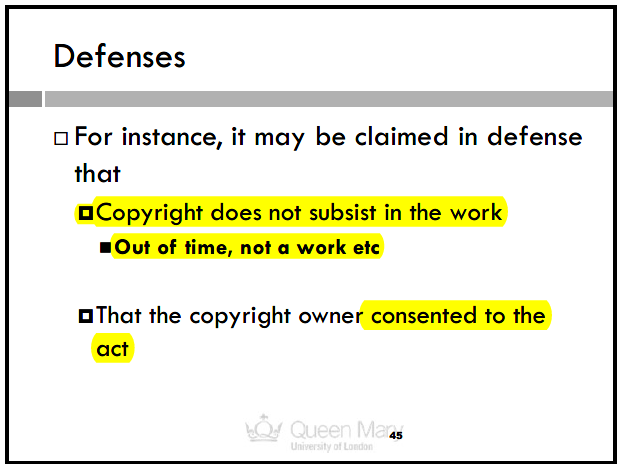 Defenses
For instance, it may be claimed in defense
that
Copyright does not subsist in the work
Out of time, not a work etc
That the copyright owner consented to the
act
Queen Mary
University of London
45